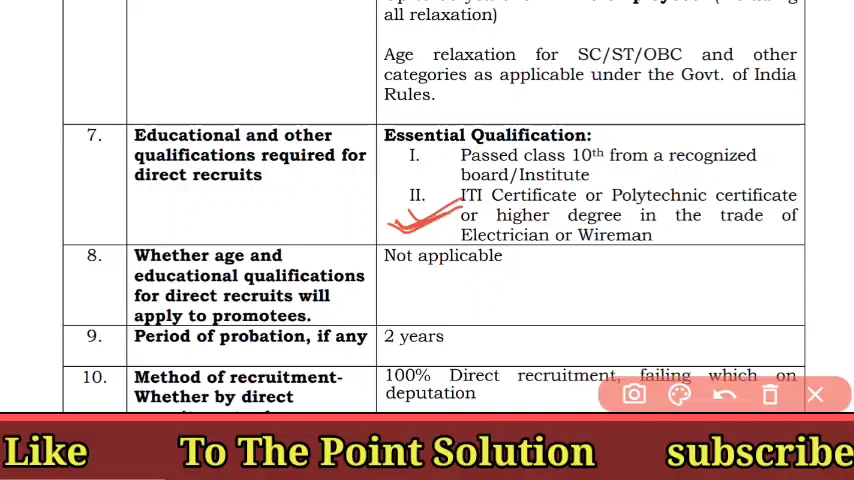 all relaxation)
Age relaxation for SC/ST/OBC and other
categories as applicable under the Govt. of India
Rules.
7. Educational and other
qualifications required for
direct recruits
Essential Qualification:
I. Passed class 10th from a recognized
board/Institute
II. ITI Certificate or Polytechnic certificate
or higher degree in the trade of
Electrician or Wireman
8. Whether age and
educational qualifications
for direct recruits will
apply to promotees.
Not applicable
9. Period of probation, if any
2 years
10. Method of recruitment-
Whether by direct
100% Direct recruitment, failing which on
deputation
Like To The Point Solution subscribe